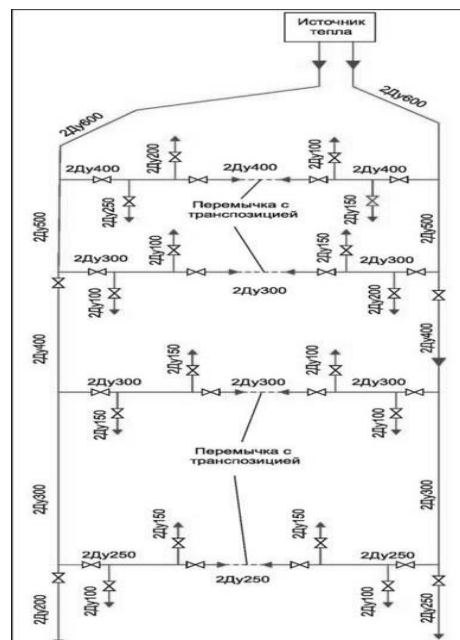 Источник
тепла
2Ду600
2Ду600
2Ду200
2Ду100
2Ду400
2Ду400
2Ду400
2Ду250
2Ду150
2Ду500
2Ду500
Перемычка с
транспозицией
2Ду100
2Ду150
2Ду300
2Ду300
2Ду300
2Ду100
2Ду200
2Ду400
2Ду400
2Ду150
2Ду100
2Ду300
2Ду300
2Ду300
2Ду150
2Ду100
Перемычка с
транспозицией
2Ду300
2Ду300
2Ду150
2Ду150
2Ду250
2Ду250
2Ду250
2Ду100
2Ду100
2Ду200
2Ду250